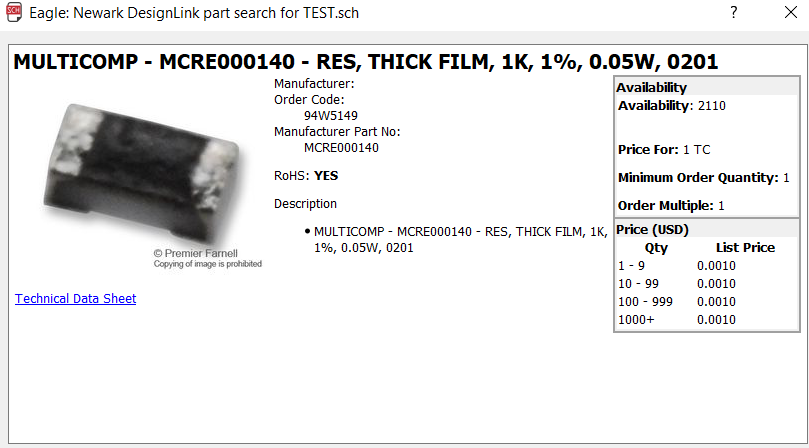 Eagle: Newark DesignLink part search for TEST.sch
MULTICOMP - MCRE000140 - RES, THICK FILM, 1K, 1%, 0.05W, 0201
Manufacturer:
Order Code:
94W5149
Manufacturer Part No:
MCRE000140
RoHS: YES
Description
• MULTICOMP - MCRE000140 - RES, THICK FILM, 1K,
1%, 0.05W, 0201
© Premier Farnell
Copying of image is prohibited
Technical Data Sheet
Availability
Availability: 2110
Price For: 1 TC
Minimum Order Quantity: 1
Order Multiple: 1
Price (USD)
Qty List Price
1 - 9 0.0010
10 - 99 0.0010
100 - 999 0.0010
1000+ 0.0010